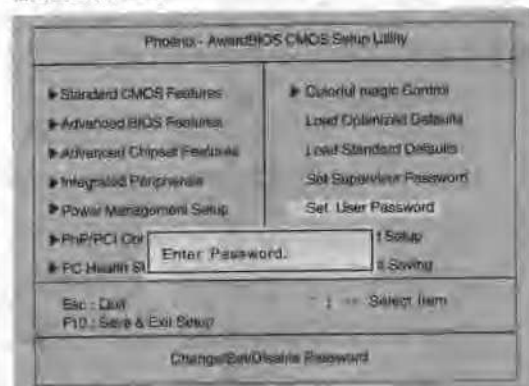 Phoenix - AwardBIOS CMOS Setup Utility
▶ Standard CMOS Features
▶ Advanced BIOS Features
▶ Advanced Chipset Features
▶ Integrated Peripherals
▶ Power Management Setup
▶ PnP/PCI Co
▶ PC Health St
▶ Colorful magic Control
Load Optimized Defaults
Load Standard Defaults
Set Supervisor Password
Set User Password
t Setup
t Saving
Enter Password:
Esc : Quit
F10 : Save & Exit Setup
Select Item
Change/Set/Disable Password